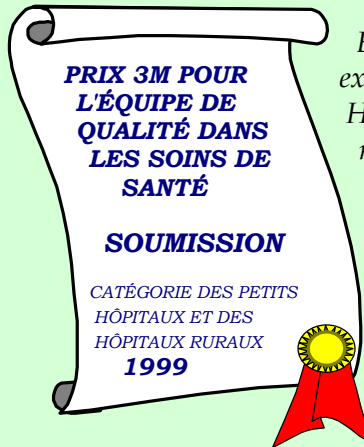 PRIX 3M POUR
L'ÉQUIPE DE
QUALITÉ DANS
LES SOINS DE
SANTÉ
SOUMISSION
CATÉGORIE DES PETITS
HÔPITAUX ET DES
HÔPITAUX RURAUX
1999